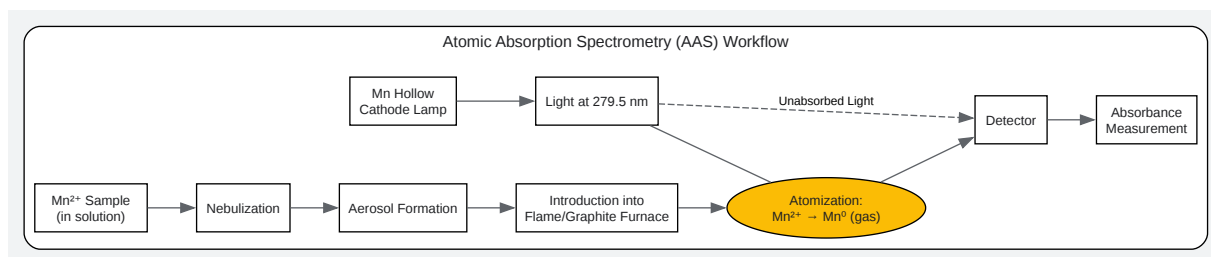 Atomic Absorption Spectrometry (AAS) Workflow
Mn Hollow
Cathode Lamp
Light at 279.5 nm
Unabsorbed Light
Detector
Absorbance
Measurement
Mn²⁺ Sample
(in solution)
Nebulization
Aerosol Formation
Introduction into
Flame/Graphite Furnace
Atomization:
Mn²⁺ → Mn⁰ (gas)